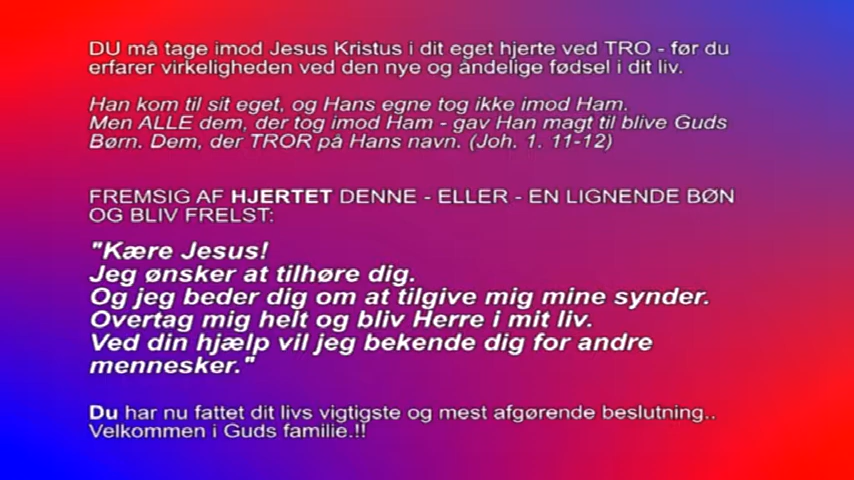 DU må tage imod Jesus Kristus i dit eget hjerte ved TRO - før du
erfarer virkeligheden ved den nye og åndelige fødsel i dit liv.
Han kom til sit eget, og Hans egne tog ikke imod Ham.
Men ALLE dem, der tog imod Ham - gav Han magt til blive Guds
Børn. Dem, der TROR på Hans navn. (Joh. 1. 11-12)
FREMSIG AF HJERTET DENNE - ELLER - EN LIGNENDE BØN
OG BLIV FRELST:
"Kære Jesus!
Jeg ønsker at tilhøre dig.
Og jeg beder dig om at tilgive mig mine synder.
Overtag mig helt og bliv Herre i mit liv.
Ved din hjælp vil jeg bekende dig for andre
mennesker."
Du har nu fattet dit livs vigtigste og mest afgørende beslutning..
Velkommen i Guds familie.!!